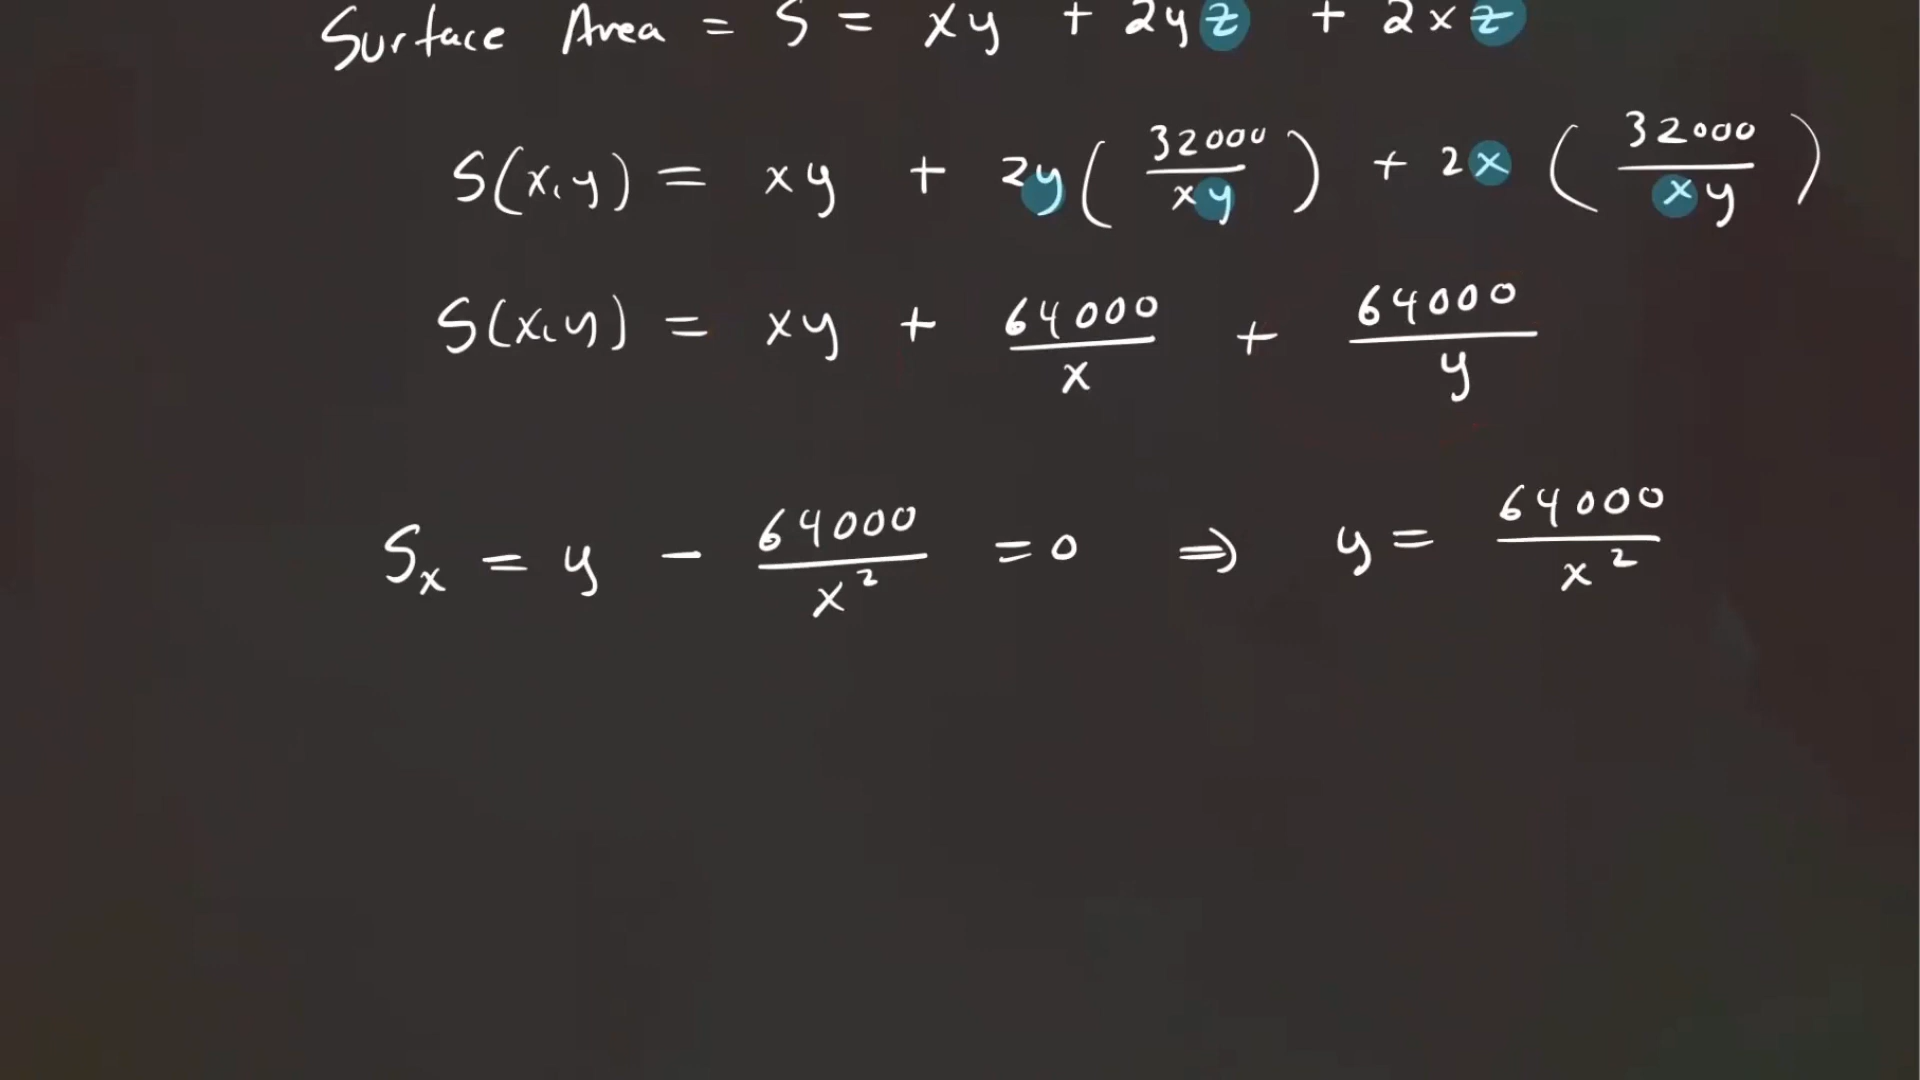 Surface Area = S = xy + 2yz + 2xz
S(x,y) = xy + 2y(32000/xy) + 2x(32000/xy)
S(x,y) = xy + 64000/x + 64000/y
Sₓ = y - 64000/x² = 0 ⇒ y = 64000/x²